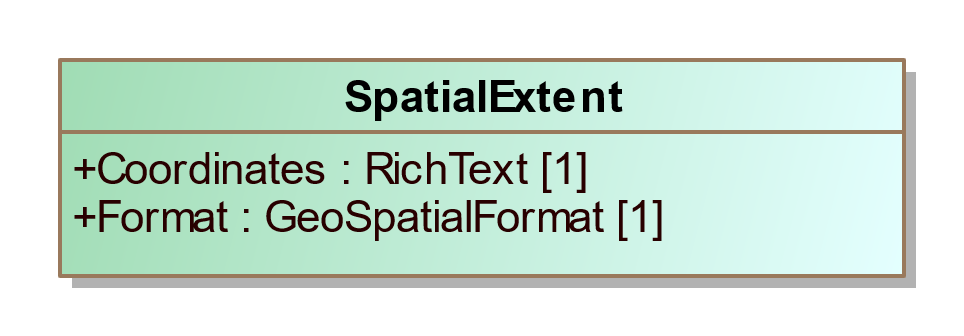 SpatialExtent
+Coordinates : RichText [1]
+Format : GeoSpatialFormat [1]